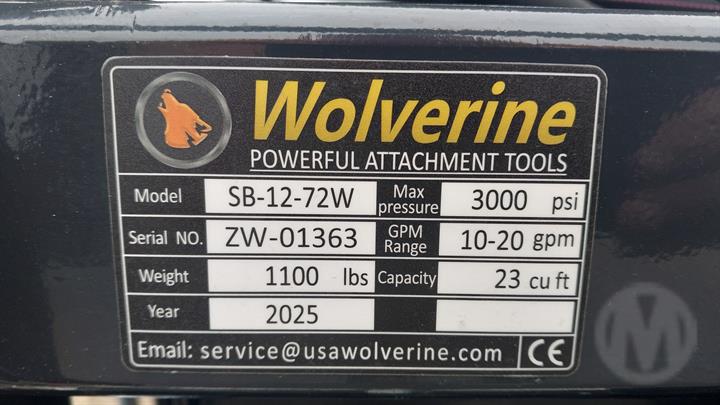 Wolverine
POWERFUL ATTACHMENT TOOLS
Model SB-12-72W Max pressure 3000 psi
Serial NO. ZW-01363 GPM Range 10-20 gpm
Weight 1100 lbs Capacity 23 cu ft
Year 2025
Email: service@usawolverine.com CE
M